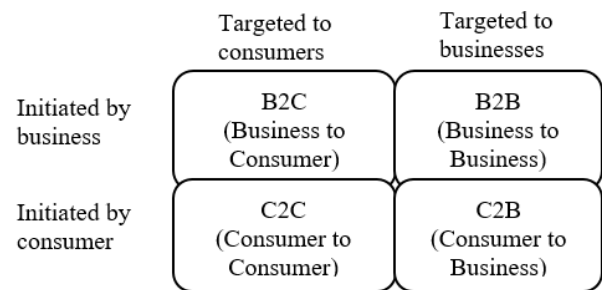 Targeted to
consumers
Targeted to
businesses
Initiated by
business
B2C
(Business to
Consumer)
B2B
(Business to
Business)
Initiated by
consumer
C2C
(Consumer to
Consumer)
C2B
(Consumer to
Business)